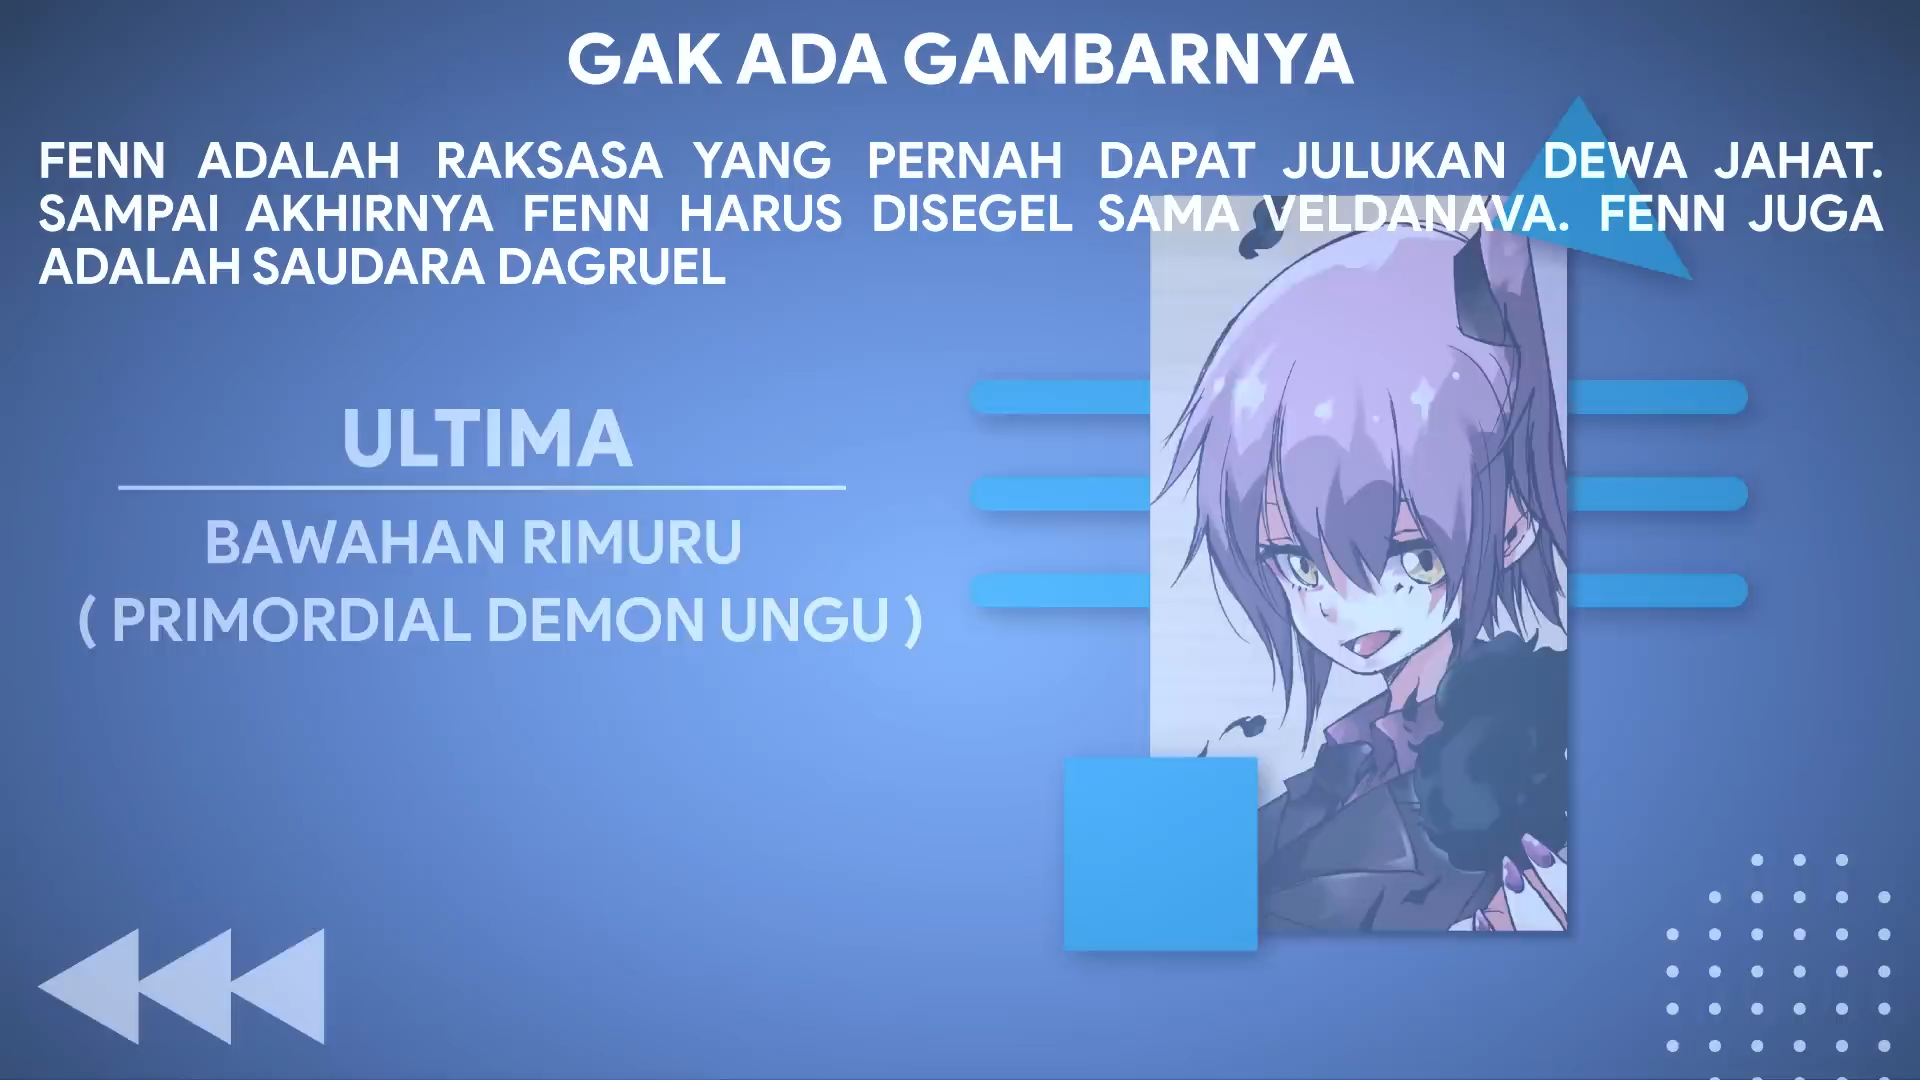 GAK ADA GAMBARNYA
FENN ADALAH RAKSASA YANG PERNAH DAPAT JULUKAN DEWA JAHAT.
SAMPAI AKHIRNYA FENN HARUS DISEGEL SAMA VELDANAVA. FENN JUGA
ADALAH SAUDARA DAGRUEL
ULTIMA
BAWAHAN RIMURU
( PRIMORDIAL DEMON UNGU )